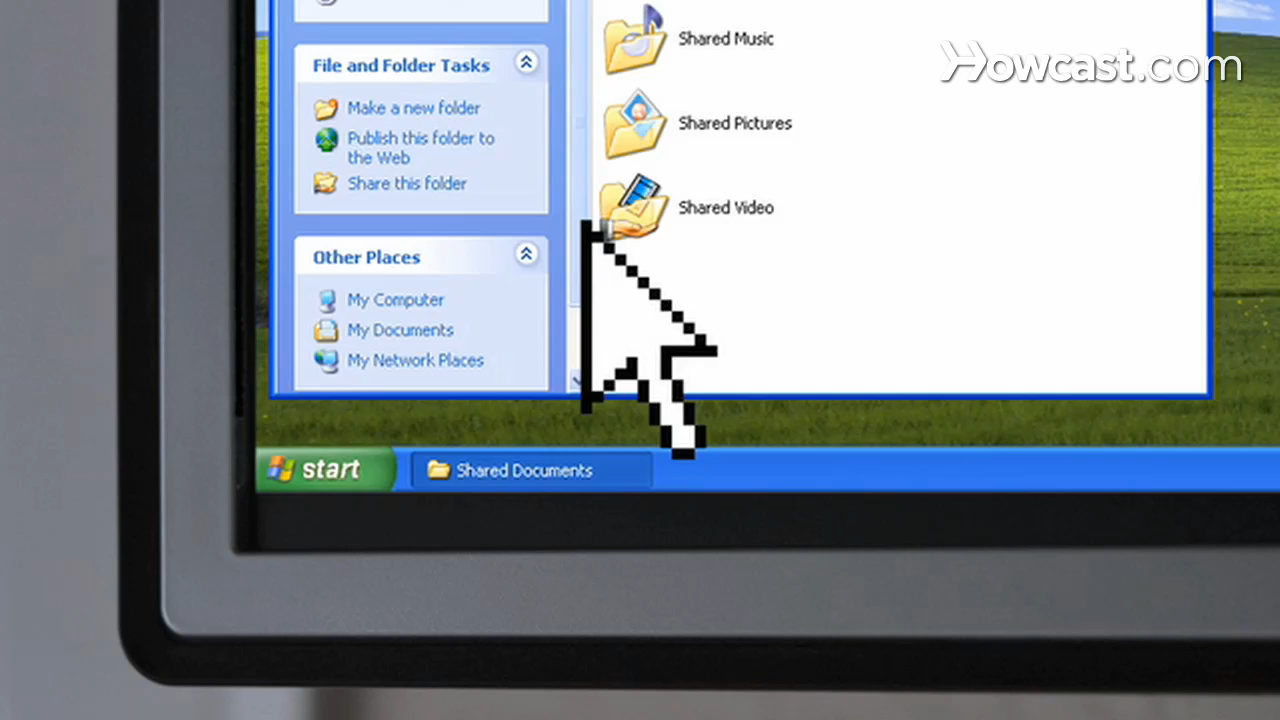 Howcast.com
File and Folder Tasks
Make a new folder
Publish this folder to
the Web
Share this folder
Other Places
My Computer
My Documents
My Network Places
Shared Music
Shared Pictures
Shared Video
start
Shared Documents